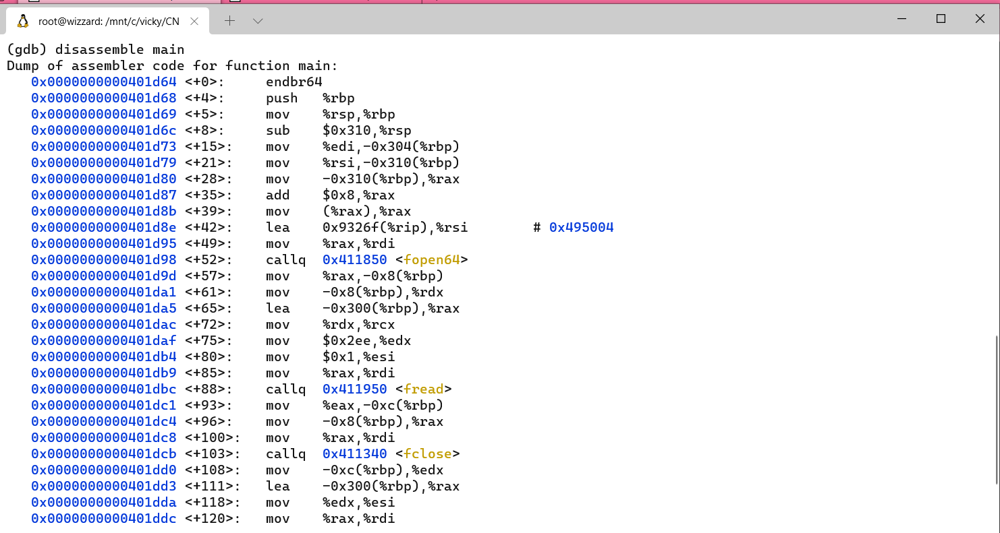 root@wizzard: /mnt/c/vicky/CN
(gdb) disassemble main
Dump of assembler code for function main:
0x0000000000401d64 <+0>: endbr64
0x0000000000401d68 <+4>: push %rbp
0x0000000000401d69 <+5>: mov %rsp,%rbp
0x0000000000401d6c <+8>: sub $0x310,%rsp
0x0000000000401d73 <+15>: mov %edi,-0x304(%rbp)
0x0000000000401d79 <+21>: mov %rsi,-0x310(%rbp)
0x0000000000401d80 <+28>: mov -0x310(%rbp),%rax
0x0000000000401d87 <+35>: add $0x8,%rax
0x0000000000401d8b <+39>: mov (%rax),%rax
0x0000000000401d8e <+42>: lea 0x9326f(%rip),%rsi # 0x495004
0x0000000000401d95 <+49>: mov %rax,%rdi
0x0000000000401d98 <+52>: callq 0x411850 <fopen64>
0x0000000000401d9d <+57>: mov %rax,-0x8(%rbp)
0x0000000000401da1 <+61>: mov -0x8(%rbp),%rdx
0x0000000000401da5 <+65>: lea -0x300(%rbp),%rax
0x0000000000401dac <+72>: mov %rdx,%rcx
0x0000000000401daf <+75>: mov $0x2ee,%edx
0x0000000000401db4 <+80>: mov $0x1,%esi
0x0000000000401db9 <+85>: mov %rax,%rdi
0x0000000000401dbc <+88>: callq 0x411950 <fread>
0x0000000000401dc1 <+93>: mov %eax,-0xc(%rbp)
0x0000000000401dc4 <+96>: mov -0x8(%rbp),%rax
0x0000000000401dc8 <+100>: mov %rax,%rdi
0x0000000000401dcb <+103>: callq 0x411340 <fclose>
0x0000000000401dd0 <+108>: mov -0xc(%rbp),%edx
0x0000000000401dd3 <+111>: lea -0x300(%rbp),%rax
0x0000000000401dda <+118>: mov %edx,%esi
0x0000000000401ddc <+120>: mov %rax,%rdi